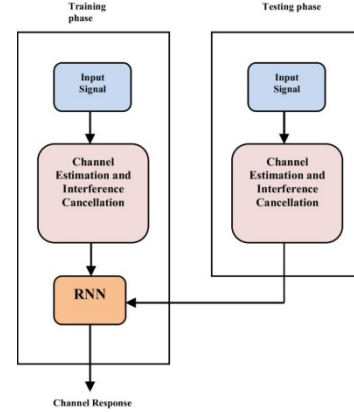 Training
phase
Input
Signal
Channel
Estimation and
Interference
Cancellation
RNN
Channel Response
Testing phase
Input
Signal
Channel
Estimation and
Interference
Cancellation